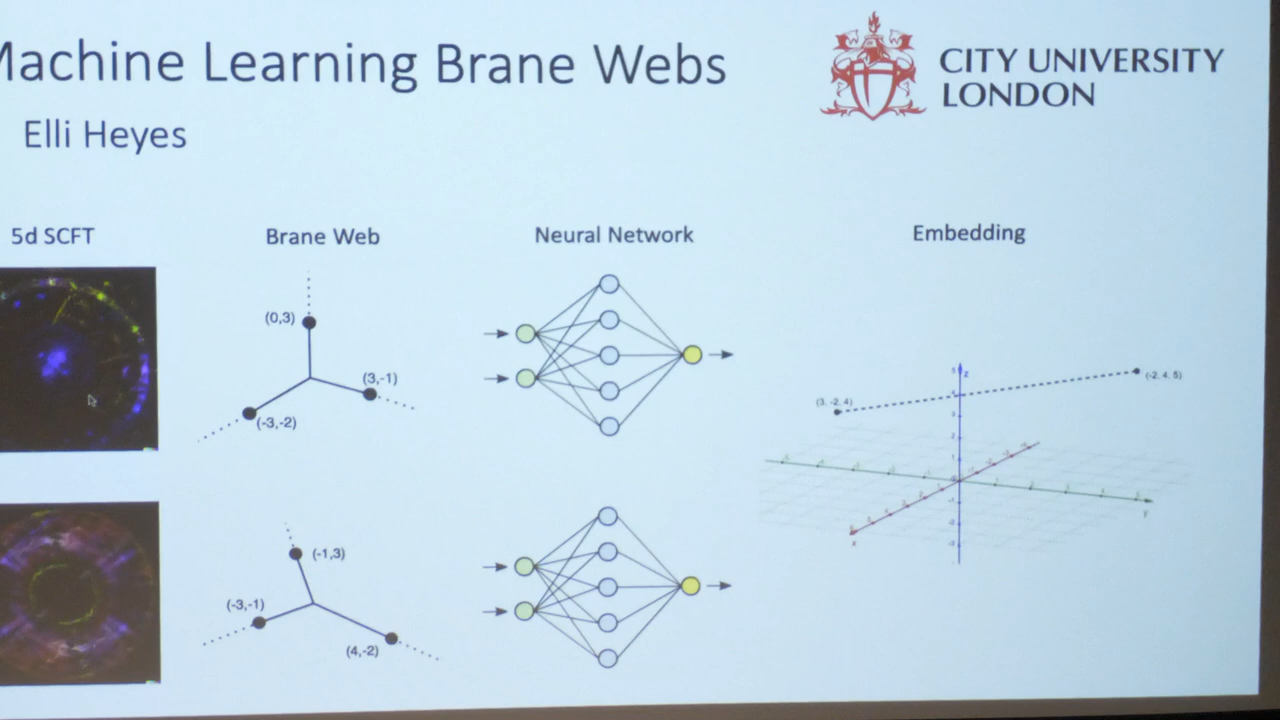 Machine Learning Brane Webs
CITY UNIVERSITY
LONDON
Elli Heyes
5d SCFT
Brane Web
Neural Network
Embedding
(0,3)
(3,-1)
(-3,-2)
z
(3, -2, 4)
(-2, 4, 5)
x
y
(-1,3)
(-3,-1)
(4,-2)